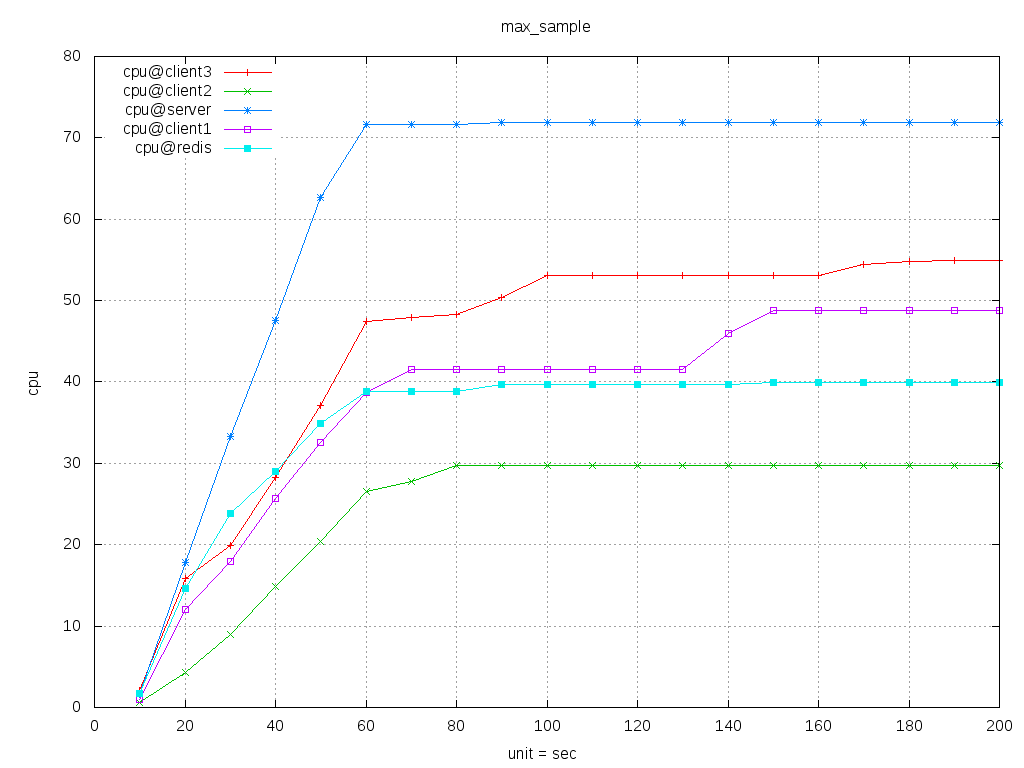 max_sample
80
70
60
50
40
30
20
10
0
cpu
cpu@client3
cpu@client2
cpu@server
cpu@client1
cpu@redis
0 20 40 60 80 100 120 140 160 180 200
unit = sec